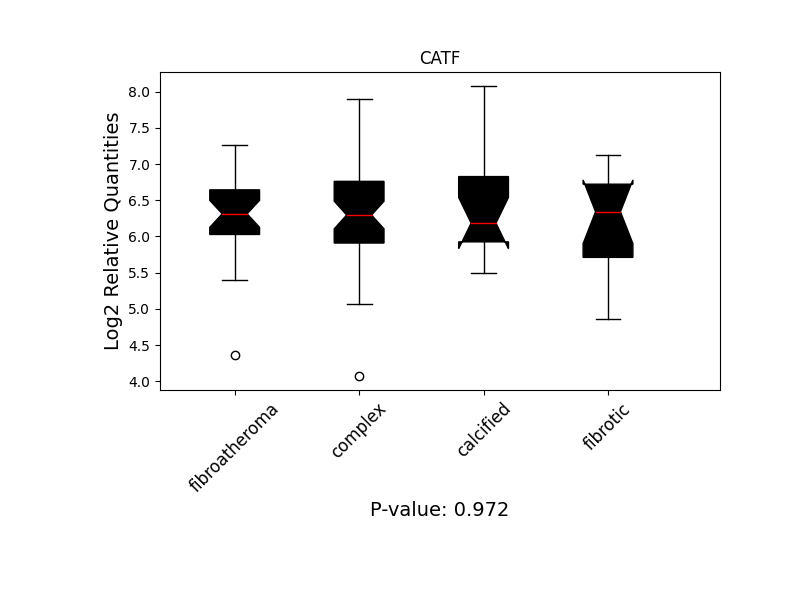 CATF
Log2 Relative Quantities
8.0
7.5
7.0
6.5
6.0
5.5
5.0
4.5
4.0
fibroatheroma
complex
calcified
fibrotic
P-value: 0.972